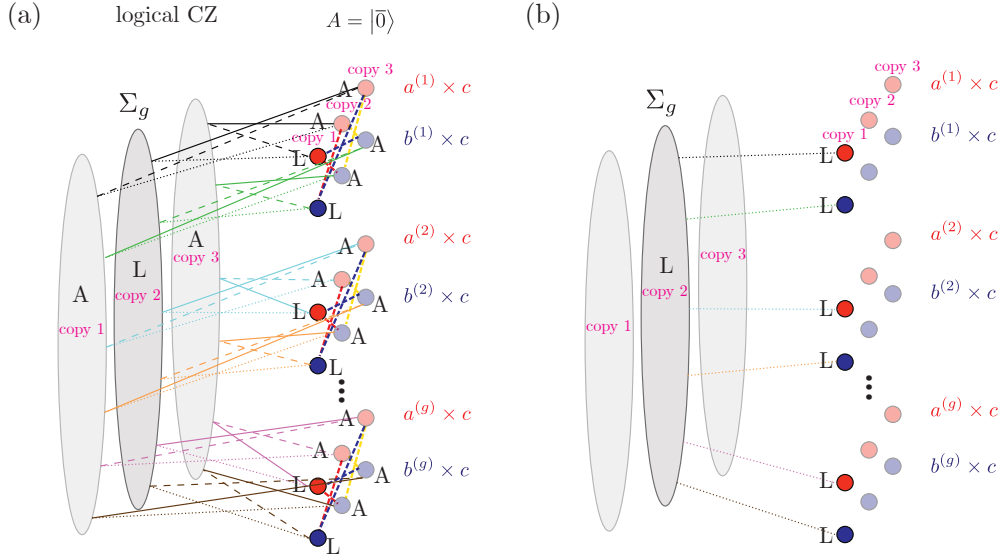 (a)
logical CZ
A = |0̅⟩
Σ_g
copy 3
A
a^(1) × c
copy 2
A
copy 1
b^(1) × c
L
A
A
L
A
copy 3
a^(2) × c
A
L
A
copy 2
A
b^(2) × c
L
A
copy 1
A
L
a^(g) × c
A
A
b^(g) × c
L
A
A
L
(b)
Σ_g
copy 3
a^(1) × c
copy 2
copy 1
b^(1) × c
L
L
a^(2) × c
copy 3
L
copy 2
b^(2) × c
L
copy 1
L
a^(g) × c
b^(g) × c
L
L